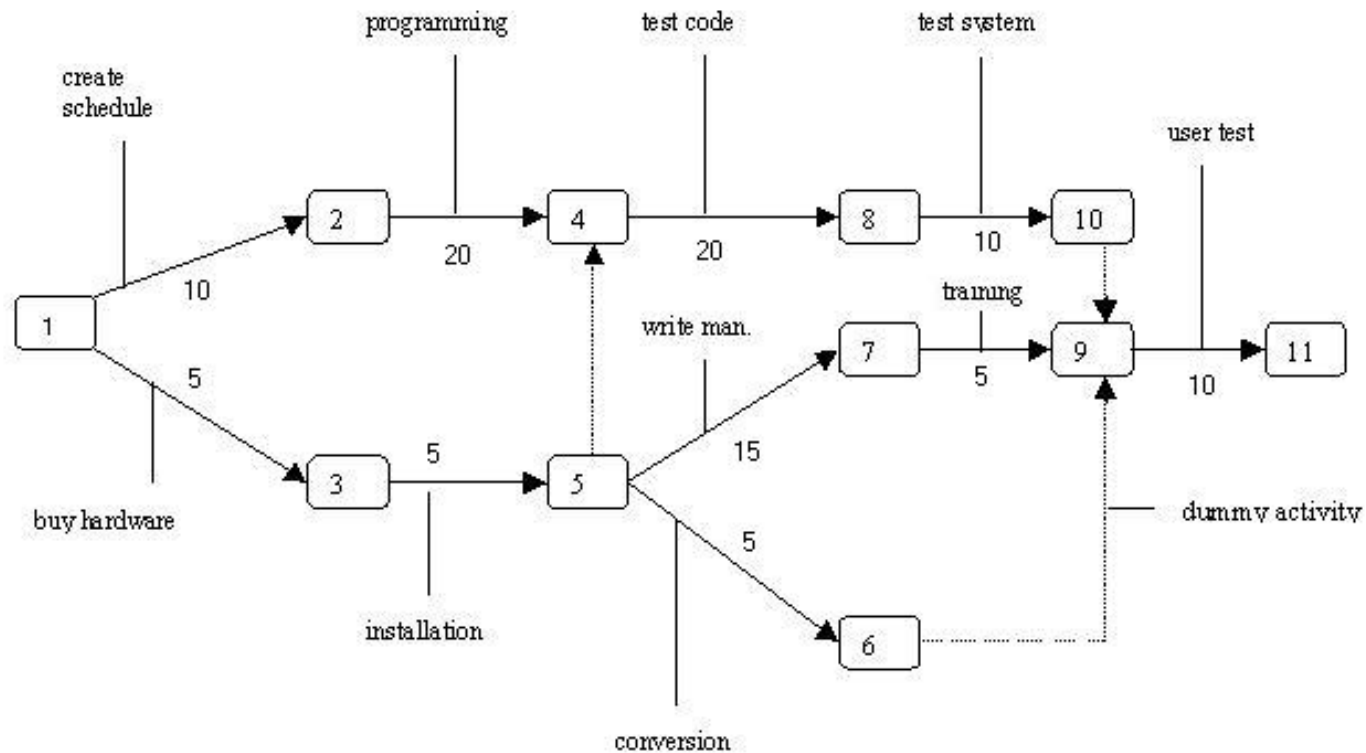 programming
test code
test system
create
schedule
user test
2
4
8
10
20
20
10
10
training
1
write man.
7
9
11
5
5
10
5
15
3
5
buy hardware
5
dummy activity
installation
6
conversion